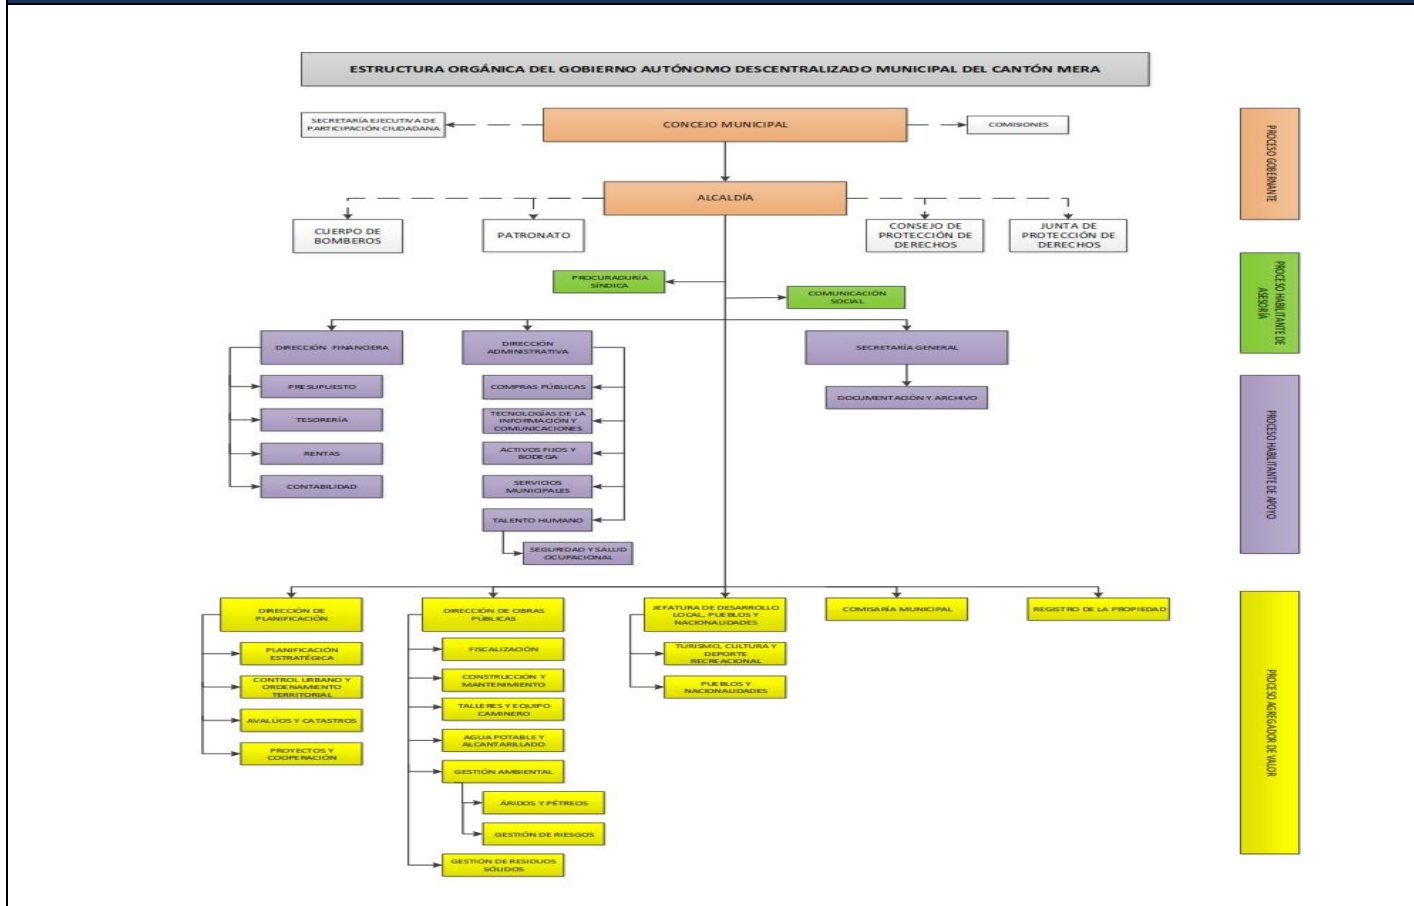 ESTRUCTURA ORGÁNICA DEL GOBIERNO AUTÓNOMO DESCENTRALIZADO MUNICIPAL DEL CANTÓN MERA
SECRETARÍA EJECUTIVA DE
PARTICIPACIÓN CIUDADANA
CONCEJO MUNICIPAL
COMISIONES
PROCESO GOBERNANTE
ALCALDÍA
CUERPO DE
BOMBEROS
PATRONATO
CONSEJO DE
PROTECCIÓN DE
DERECHOS
JUNTA DE
PROTECCIÓN DE
DERECHOS
PROCURADURÍA
SÍNDICA
COMUNICACIÓN
SOCIAL
PROCESO HABILITANTE DE
ASESORÍA
DIRECCIÓN FINANCIERA
PRESUPUESTO
TESORERÍA
RENTAS
CONTABILIDAD
DIRECCIÓN
ADMINISTRATIVA
COMPRAS PÚBLICAS
TECNOLOGÍAS DE LA
INFORMACIÓN Y
COMUNICACIONES
ACTIVOS FIJOS Y
BODEGA
SERVICIOS
MUNICIPALES
TALENTO HUMANO
SEGURIDAD Y SALUD
OCUPACIONAL
SECRETARÍA GENERAL
DOCUMENTACIÓN Y ARCHIVO
PROCESO HABILITANTE DE APOYO
DIRECCIÓN DE
PLANIFICACIÓN
PLANIFICACIÓN
ESTRATÉGICA
CONTROL URBANO Y
ORDENAMIENTO
TERRITORIAL
AVALÚOS Y CATASTROS
PROYECTOS Y
COOPERACIÓN
DIRECCIÓN DE OBRAS
PÚBLICAS
FISCALIZACIÓN
CONSTRUCCIÓN Y
MANTENIMIENTO
TALLERES Y EQUIPO
CAMINERO
AGUA POTABLE Y
ALCANTARILLADO
GESTIÓN AMBIENTAL
ÁRIDOS Y PÉTREOS
GESTIÓN DE RIESGOS
GESTIÓN DE RESIDUOS
SÓLIDOS
JEFATURA DE DESARROLLO
LOCAL, PUEBLOS Y
NACIONALIDADES
TURISMO, CULTURA Y
DEPORTE
RECREACIONAL
PUEBLOS Y
NACIONALIDADES
COMISARÍA MUNICIPAL
REGISTRO DE LA PROPIEDAD
PROCESO AGREGADOR DE VALOR